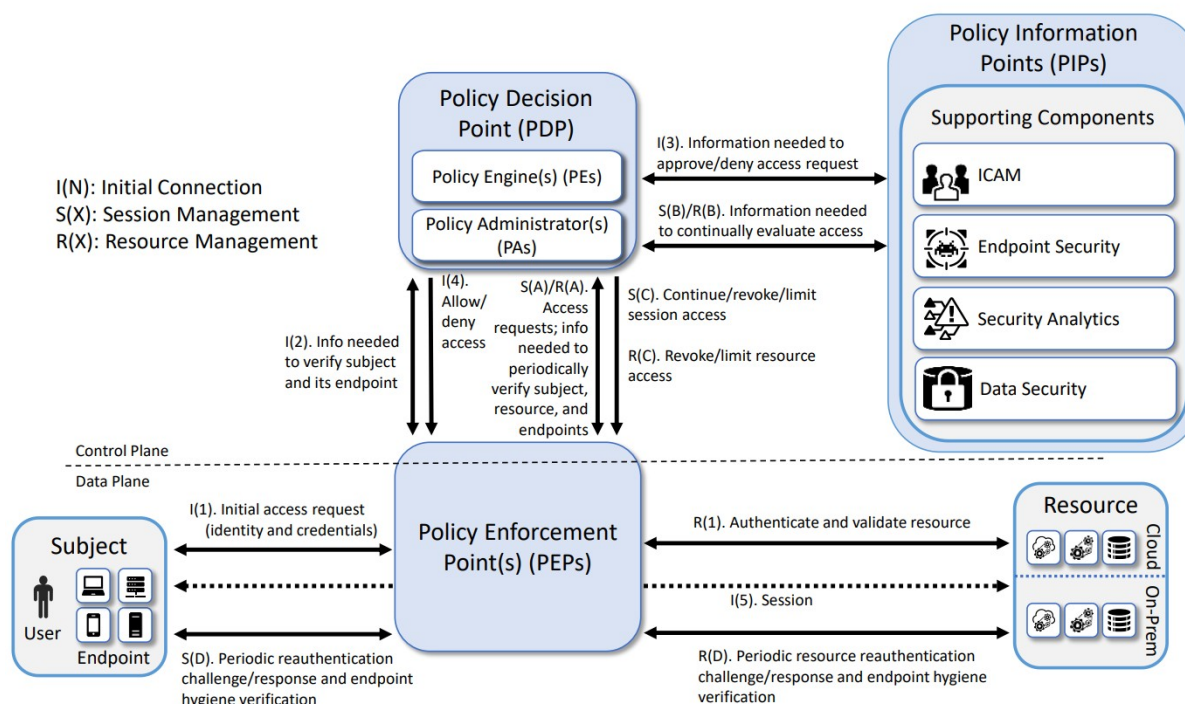 Policy Information
Points (PIPs)
Supporting Components
ICAM
Endpoint Security
Security Analytics
Data Security
Policy Decision
Point (PDP)
Policy Engine(s) (PEs)
Policy Administrator(s)
(PAs)
I(3). Information needed to
approve/deny access request
S(B)/R(B). Information needed
to continually evaluate access
I(N): Initial Connection
S(X): Session Management
R(X): Resource Management
I(2). Info needed
to verify subject
and its endpoint
I(4).
Allow/
deny
access
S(A)/R(A).
Access
requests; info
needed to
periodically
verify subject,
resource, and
endpoints
S(C). Continue/revoke/limit
session access
R(C). Revoke/limit resource
access
Control Plane
Data Plane
Subject
User
Endpoint
I(1). Initial access request
(identity and credentials)
S(D). Periodic reauthentication
challenge/response and endpoint
hygiene verification
Policy Enforcement
Point(s) (PEPs)
R(1). Authenticate and validate resource
I(5). Session
R(D). Periodic resource reauthentication
challenge/response and endpoint hygiene
verification
Resource
Cloud
On-Prem